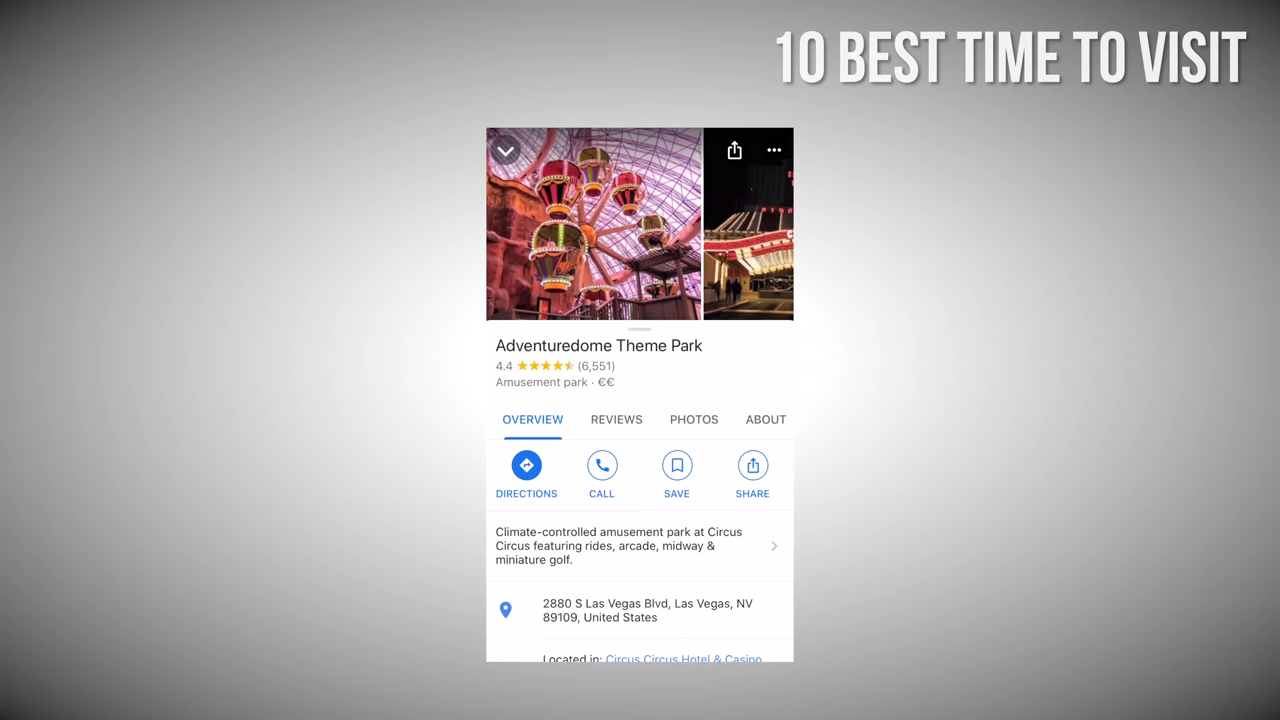 10 BEST TIME TO VISIT
Adventuredome Theme Park
4.4 (6,551)
Amusement park · €€
OVERVIEW REVIEWS PHOTOS ABOUT
DIRECTIONS CALL SAVE SHARE
Climate-controlled amusement park at Circus
Circus featuring rides, arcade, midway &
miniature golf.
2880 S Las Vegas Blvd, Las Vegas, NV
89109, United States
Located in: Circus Circus Hotel & Casino